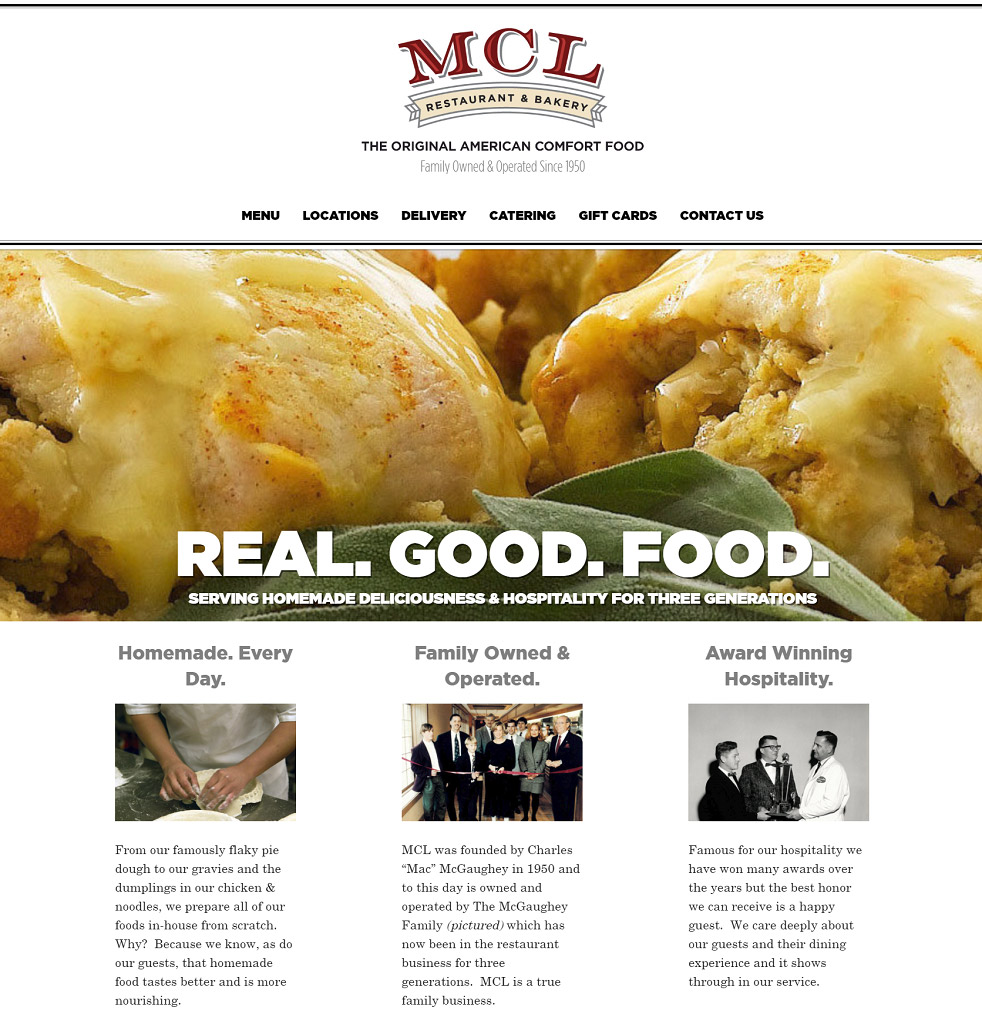 MCL
RESTAURANT & BAKERY
THE ORIGINAL AMERICAN COMFORT FOOD
Family Owned & Operated Since 1950
MENU LOCATIONS DELIVERY CATERING GIFT CARDS CONTACT US
REAL. GOOD. FOOD.
SERVING HOMEMADE DELICIOUSNESS & HOSPITALITY FOR THREE GENERATIONS
Homemade. Every
Day.
From our famously flaky pie
dough to our gravies and the
dumplings in our chicken &
noodles, we prepare all of our
foods in-house from scratch.
Why?  Because we know, as do
our guests, that homemade
food tastes better and is more
nourishing.
Family Owned &
Operated.
MCL was founded by Charles
“Mac” McGaughey in 1950 and
to this day is owned and
operated by The McGaughey
Family (pictured) which has
now been in the restaurant
business for three
generations.  MCL is a true
family business.
Award Winning
Hospitality.
Famous for our hospitality we
have won many awards over
the years but the best honor
we can receive is a happy
guest.  We care deeply about
our guests and their dining
experience and it shows
through in our service.